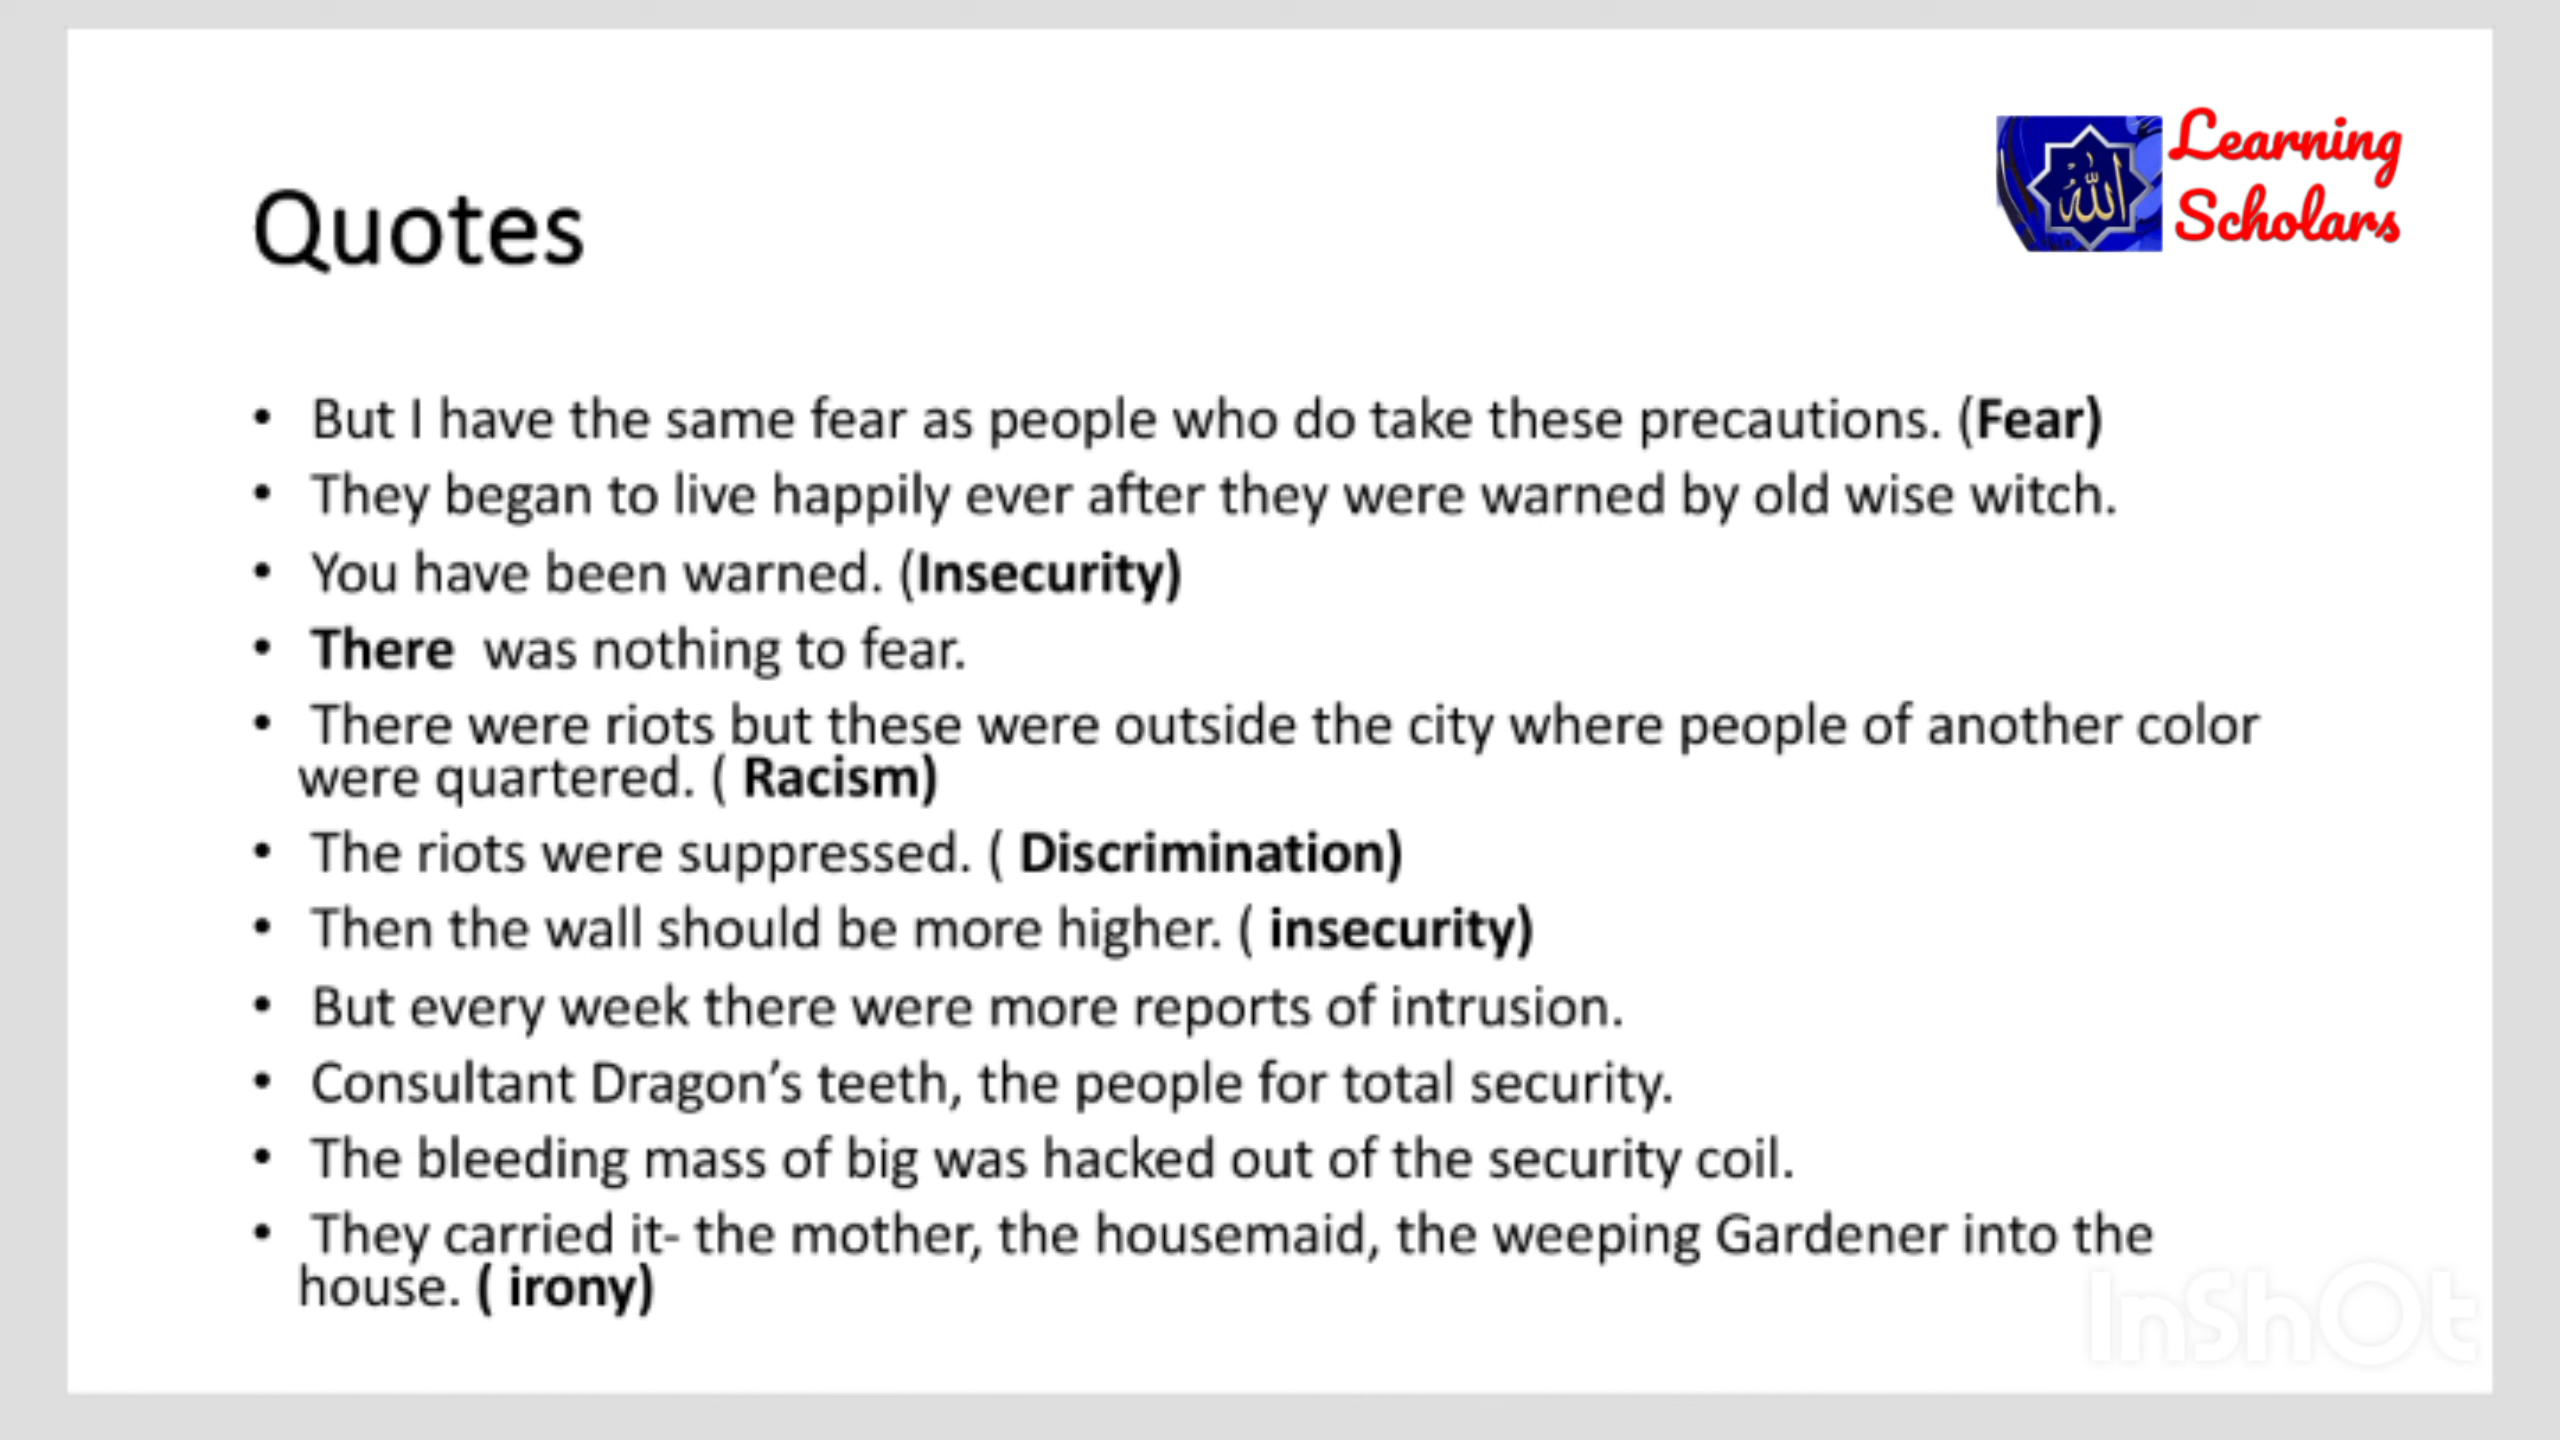 Learning
Scholars
الله
Quotes
• But I have the same fear as people who do take these precautions. (Fear)
• They began to live happily ever after they were warned by old wise witch.
• You have been warned. (Insecurity)
• There was nothing to fear.
• There were riots but these were outside the city where people of another color
were quartered. ( Racism)
• The riots were suppressed. ( Discrimination)
• Then the wall should be more higher. ( insecurity)
• But every week there were more reports of intrusion.
• Consultant Dragon’s teeth, the people for total security.
• The bleeding mass of big was hacked out of the security coil.
• They carried it- the mother, the housemaid, the weeping Gardener into the
house. ( irony)
InShOt